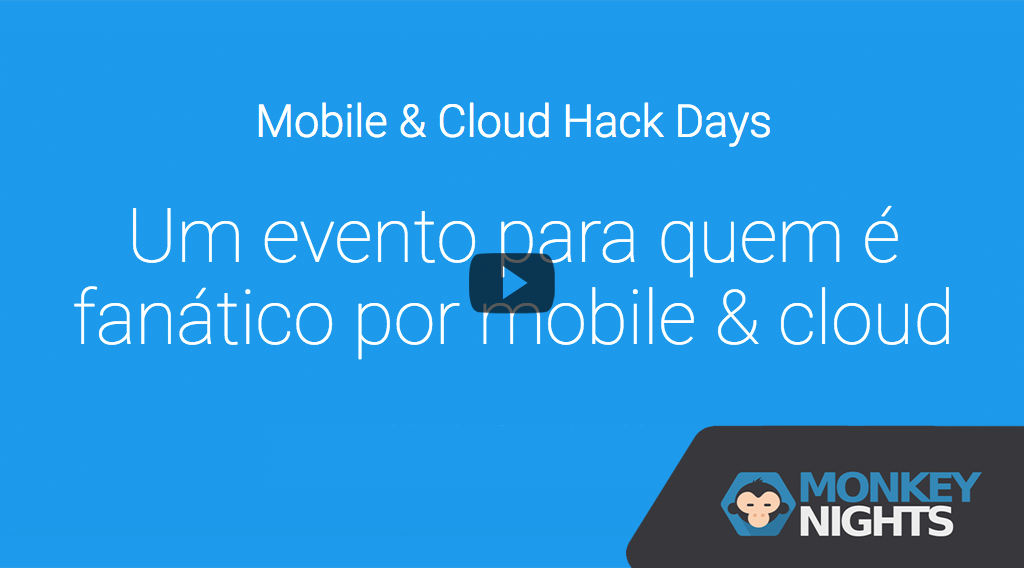 Mobile & Cloud Hack Days
Um evento para quem é
fanático por mobile & cloud
MONKEY
NIGHTS